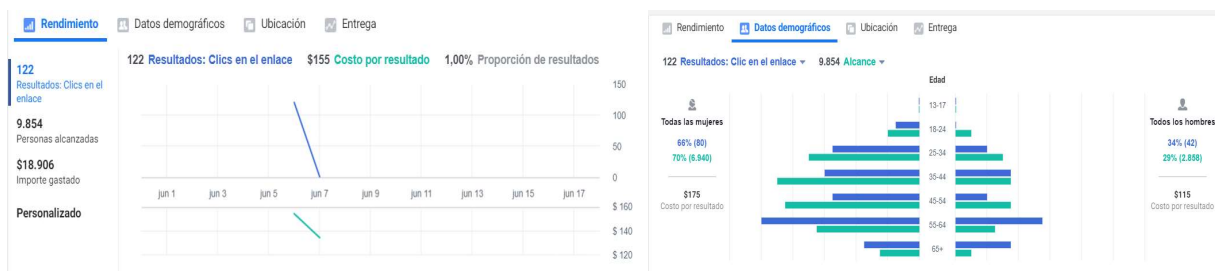 Rendimiento Datos demográficos Ubicación Entrega
122
Resultados: Clics en el
enlace
9.854
Personas alcanzadas
$18.906
Importe gastado
Personalizado
122 Resultados: Clics en el enlace $155 Costo por resultado 1,00% Proporción de resultados
150
100
50
0
jun 1 jun 3 jun 5 jun 7 jun 9 jun 11 jun 13 jun 15 jun 17
$ 160
$ 140
$ 120
Rendimiento Datos demográficos Ubicación Entrega
122 Resultados: Clic en el enlace 9.854 Alcance
Edad
Todas las mujeres
66% (80)
70% (6.940)
$175
Costo por resultado
13-17
18-24
25-34
35-44
45-54
55-64
65+
Todos los hombres
34% (42)
29% (2.858)
$115
Costo por resultado